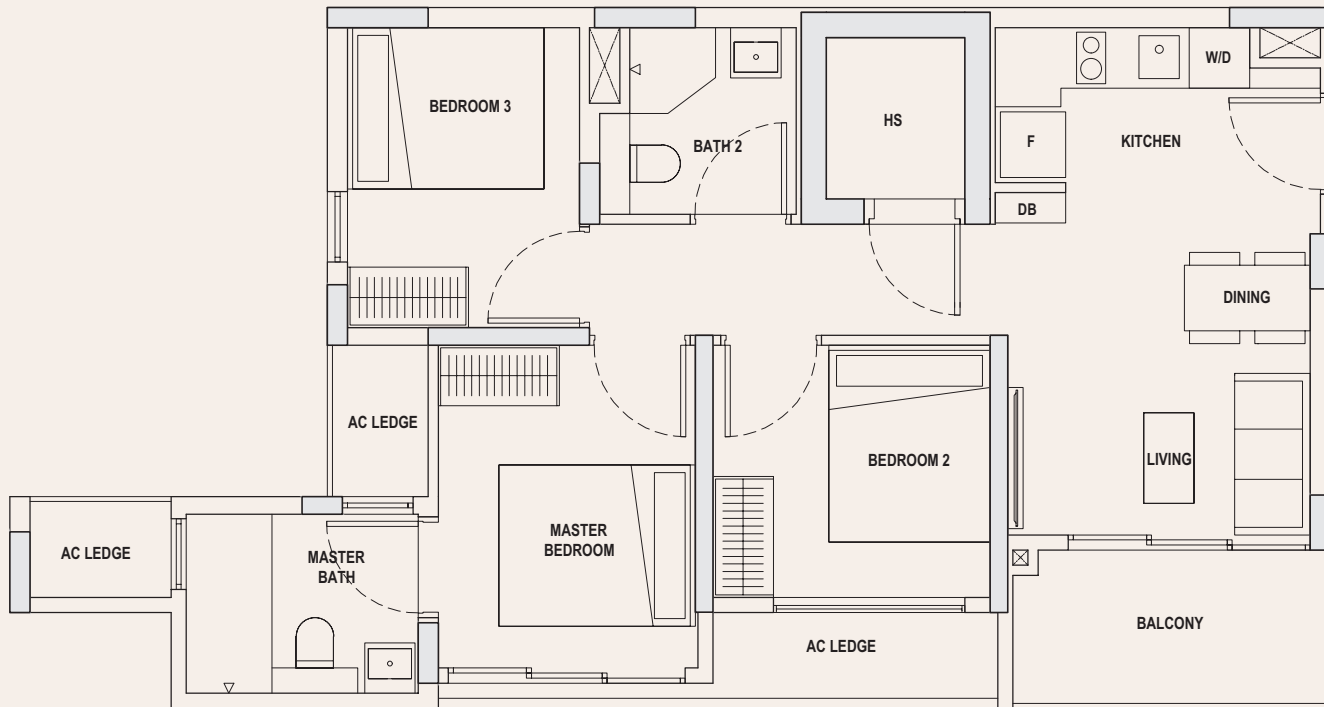 BEDROOM 3
BATH 2
HS
W/D
KITCHEN
F
DB
DINING
AC LEDGE
BEDROOM 2
LIVING
AC LEDGE
MASTER
BATH
MASTER
BEDROOM
AC LEDGE
BALCONY